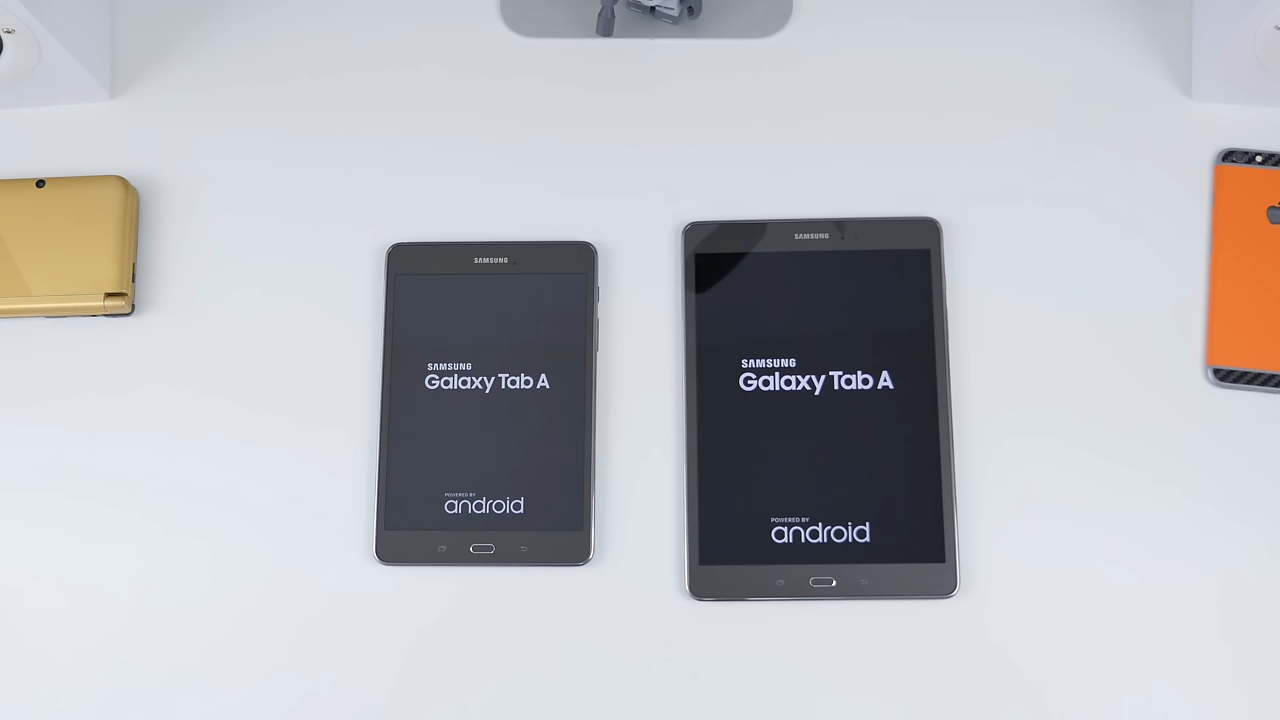 SAMSUNG
SAMSUNG
Galaxy Tab A
POWERED BY
android
SAMSUNG
SAMSUNG
Galaxy Tab A
POWERED BY
android